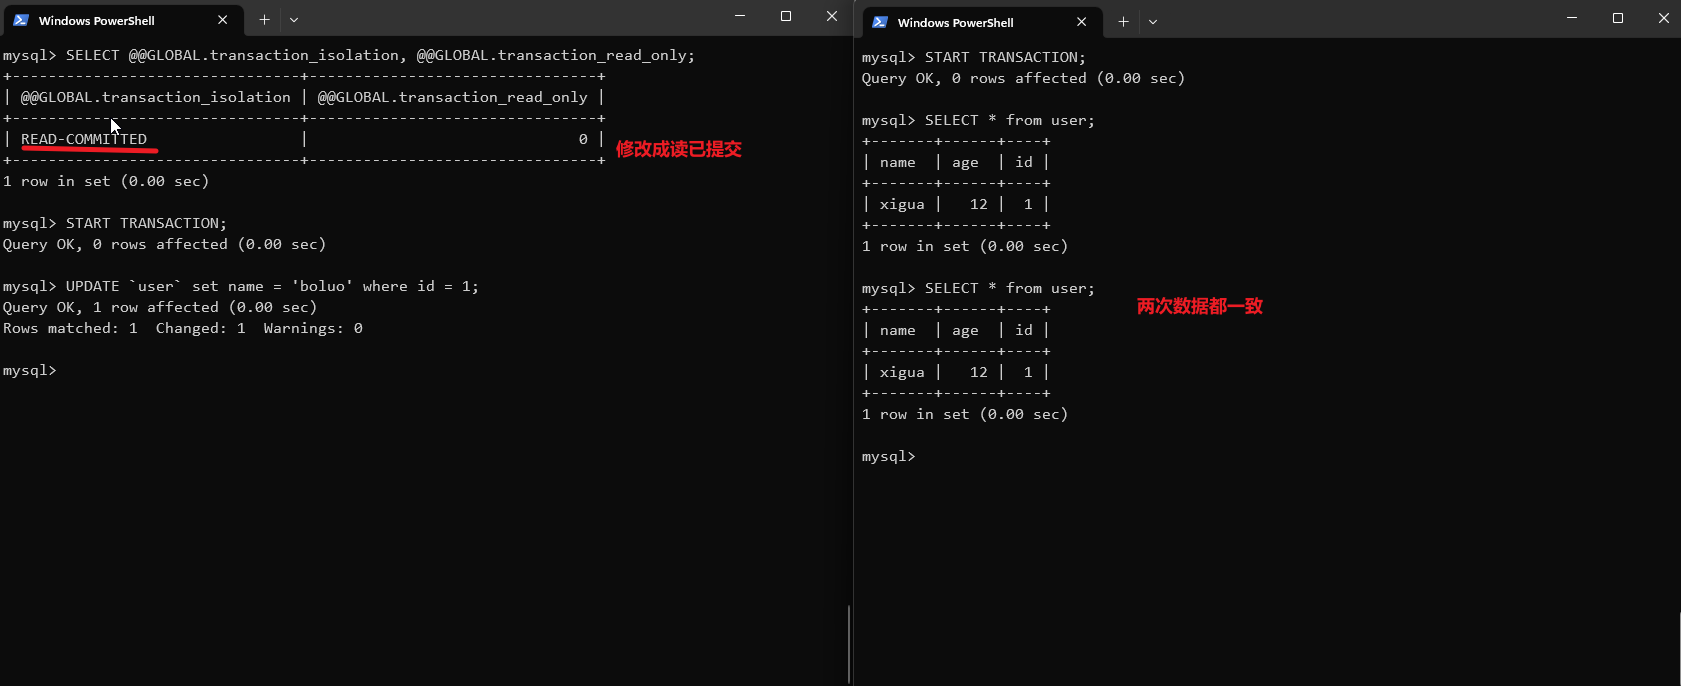 Windows PowerShell
mysql> SELECT @@GLOBAL.transaction_isolation, @@GLOBAL.transaction_read_only;
+--------------------------------+--------------------------------+
| @@GLOBAL.transaction_isolation | @@GLOBAL.transaction_read_only |
+--------------------------------+--------------------------------+
| READ-COMMITTED                 |                              0 |
修改成读已提交
+--------------------------------+--------------------------------+
1 row in set (0.00 sec)
mysql> START TRANSACTION;
Query OK, 0 rows affected (0.00 sec)
mysql> UPDATE `user` set name = 'boluo' where id = 1;
Query OK, 1 row affected (0.00 sec)
Rows matched: 1  Changed: 1  Warnings: 0
mysql>
Windows PowerShell
mysql> START TRANSACTION;
Query OK, 0 rows affected (0.00 sec)
mysql> SELECT * from user;
+-------+------+----+
| name  | age  | id |
+-------+------+----+
| xigua |   12 |  1 |
+-------+------+----+
1 row in set (0.00 sec)
mysql> SELECT * from user;
两次数据都一致
+-------+------+----+
| name  | age  | id |
+-------+------+----+
| xigua |   12 |  1 |
+-------+------+----+
1 row in set (0.00 sec)
mysql>